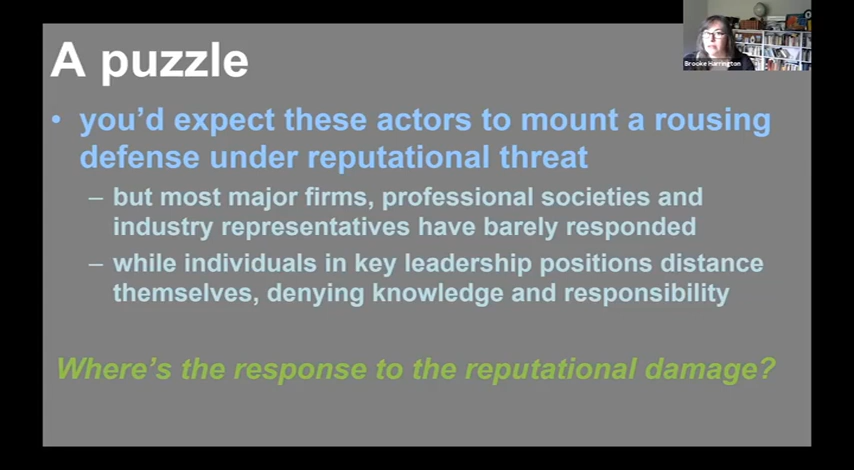 A puzzle
Brooke Harrington
• you'd expect these actors to mount a rousing
defense under reputational threat
– but most major firms, professional societies and
industry representatives have barely responded
– while individuals in key leadership positions distance
themselves, denying knowledge and responsibility
Where's the response to the reputational damage?